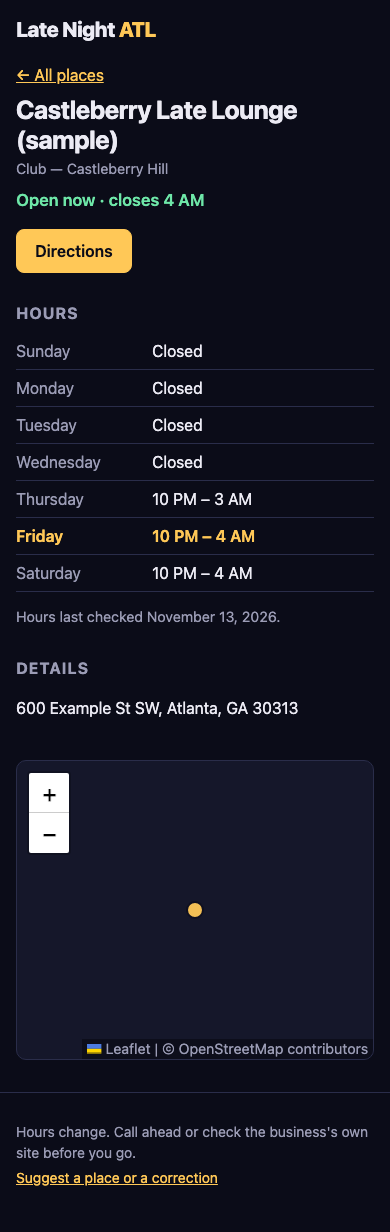 Late Night ATL
← All places
Castleberry Late Lounge
(sample)
Club — Castleberry Hill
Open now · closes 4 AM
Directions
HOURS
Sunday Closed
Monday Closed
Tuesday Closed
Wednesday Closed
Thursday 10 PM – 3 AM
Friday 10 PM – 4 AM
Saturday 10 PM – 4 AM
Hours last checked November 13, 2026.
DETAILS
600 Example St SW, Atlanta, GA 30313
+
−
Leaflet | © OpenStreetMap contributors
Hours change. Call ahead or check the business's own
site before you go.
Suggest a place or a correction